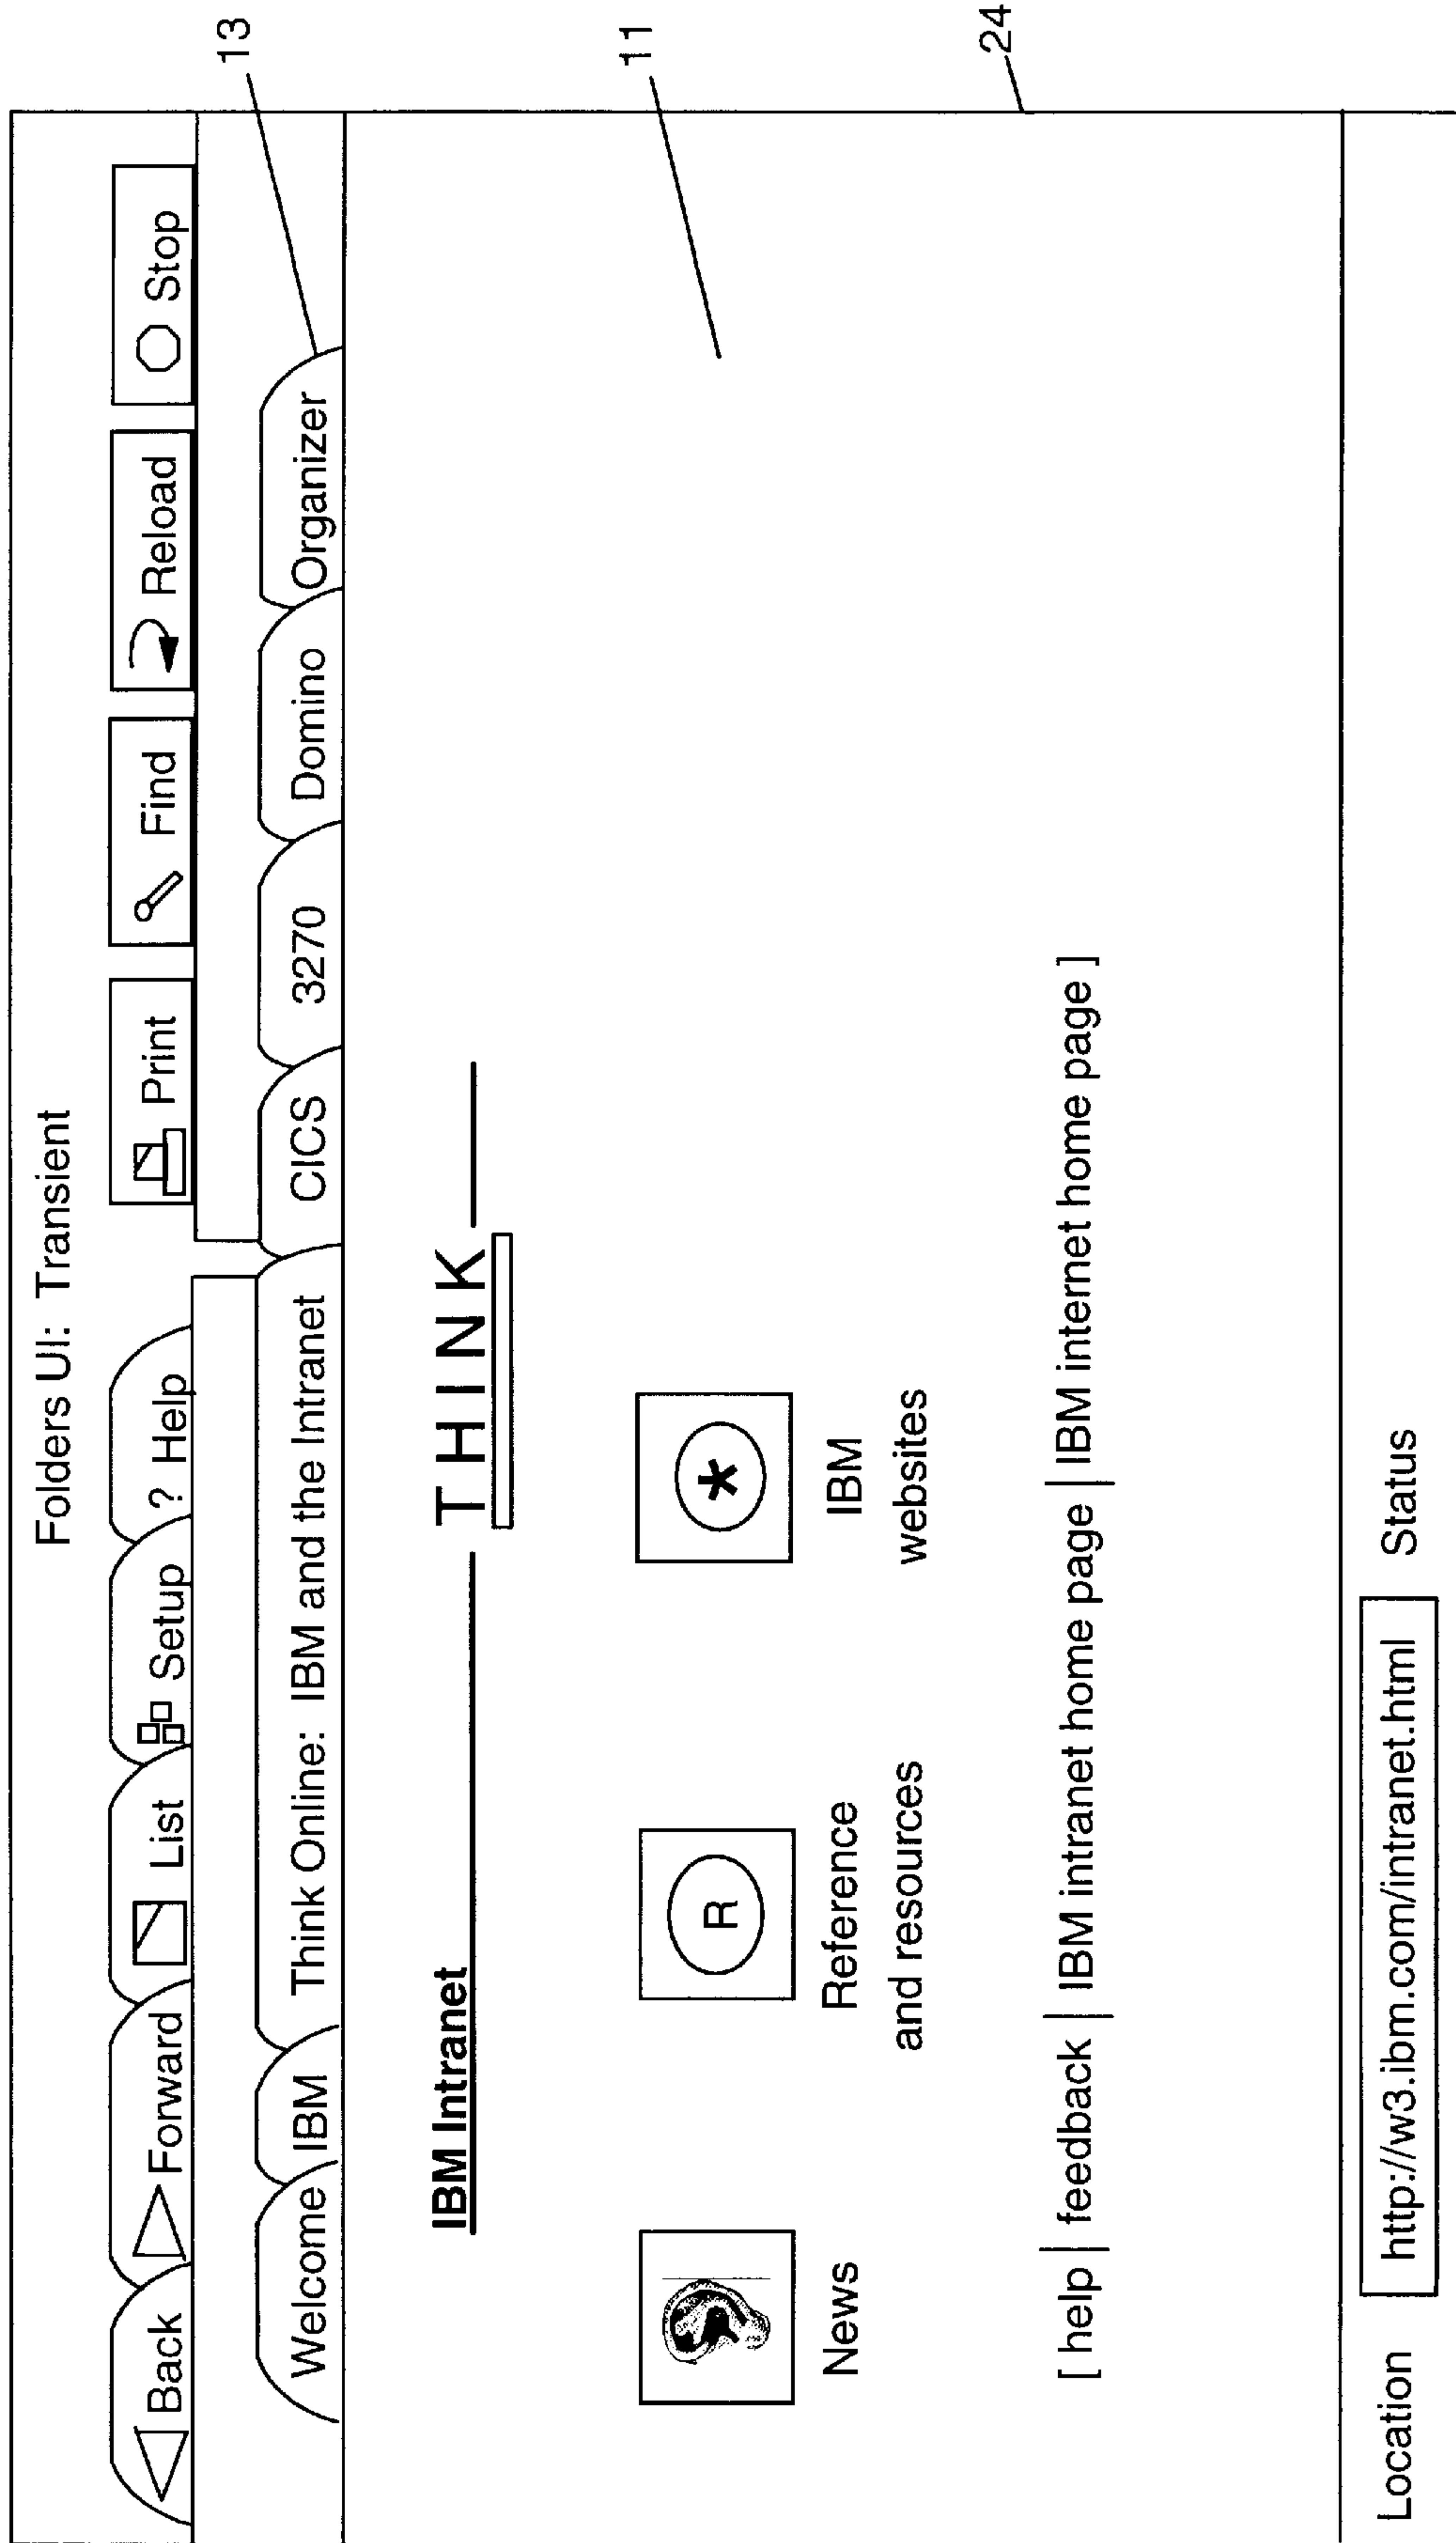 Folders UI: Transient
Back Forward List Setup ? Help Print Find Reload Stop
13
Welcome IBM Think Online: IBM and the Intranet CICS 3270 Domino Organizer
IBM Intranet THINK
11
R *
News Reference and resources IBM websites
24
[ help | feedback | IBM intranet home page | IBM internet home page ]
Location http://w3.ibm.com/intranet.html Status